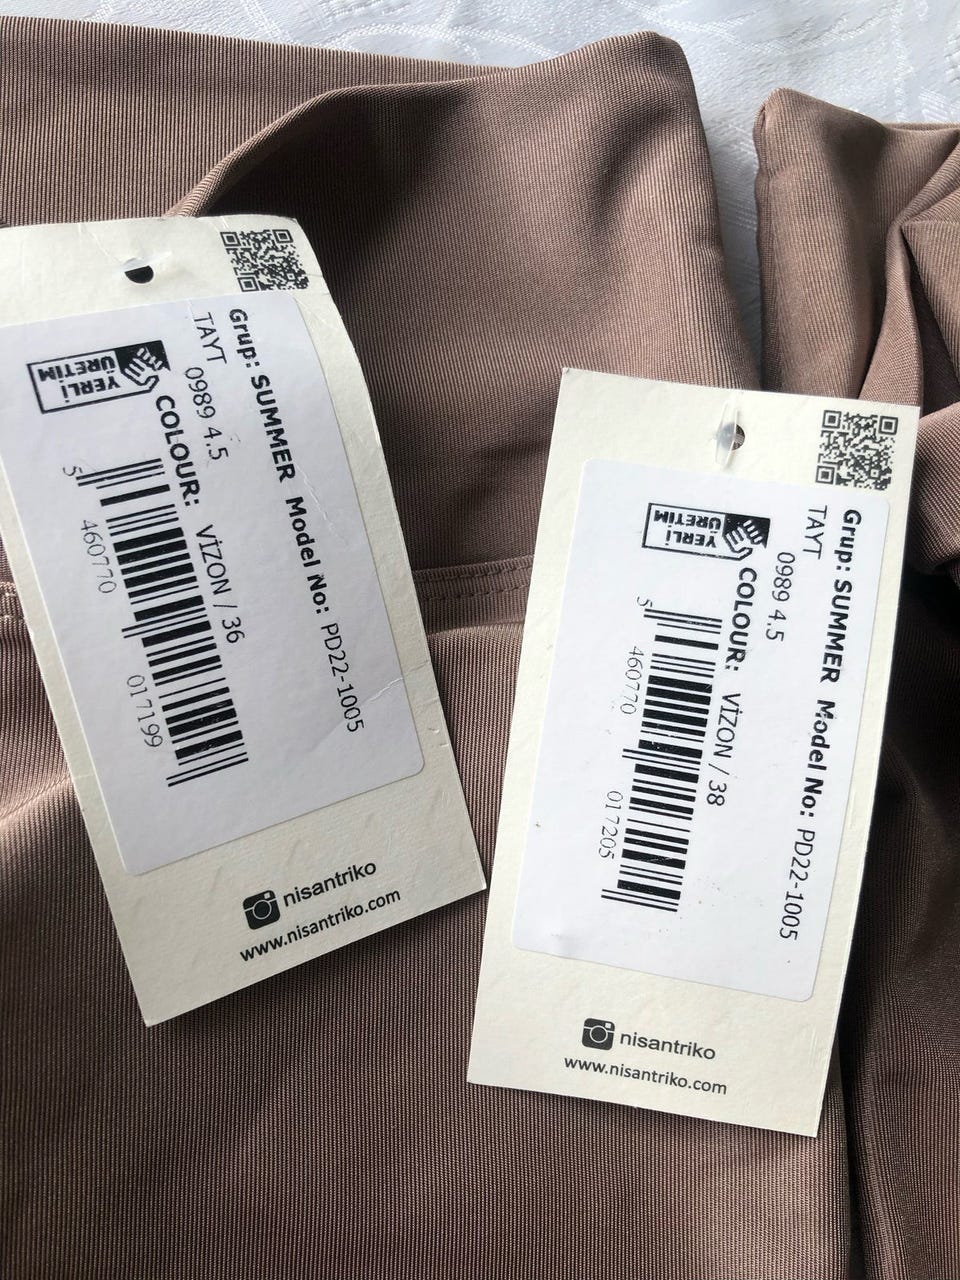 Grup: SUMMER Model No: PD22-1005
TAYT 0989 4.5
COLOUR: VİZON / 36
YERLİ
ÜRETİM
5 460770 017199
nisantriko
www.nisantriko.com
Grup: SUMMER Model No: PD22-1005
TAYT 0989 4.5
COLOUR: VİZON / 38
YERLİ
ÜRETİM
5 460770 017205
nisantriko
www.nisantriko.com